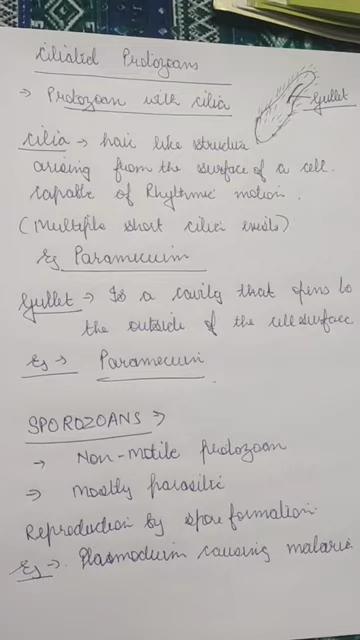 Ciliated Protozoans
→ Protozoan with cilia
Gullet
Cilia → hair like structure
arising from the surface of a cell.
capable of Rhythmic motion.
(Multiple short cilia exists)
Eg Paramecium
Gullet → Is a cavity that opens to
the outside of the cell surface
Eg → Paramecium
SPOROZOANS →
→ Non-motile protozoan
→ Mostly parasitic
Reproduction by spore formation
Eg →. Plasmodium causing malaria